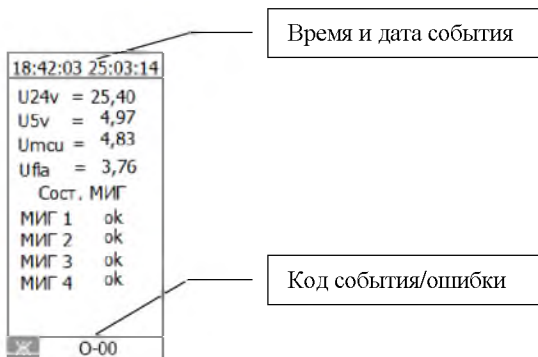 Время и дата события
18:42:03 25:03:14
U24v = 25,40
U5v = 4,97
Umcu = 4,83
Ufla = 3,76
Сост. МИГ
МИГ 1 ok
МИГ 2 ok
МИГ 3 ok
МИГ 4 ok
Код события/ошибки
Ж O-00